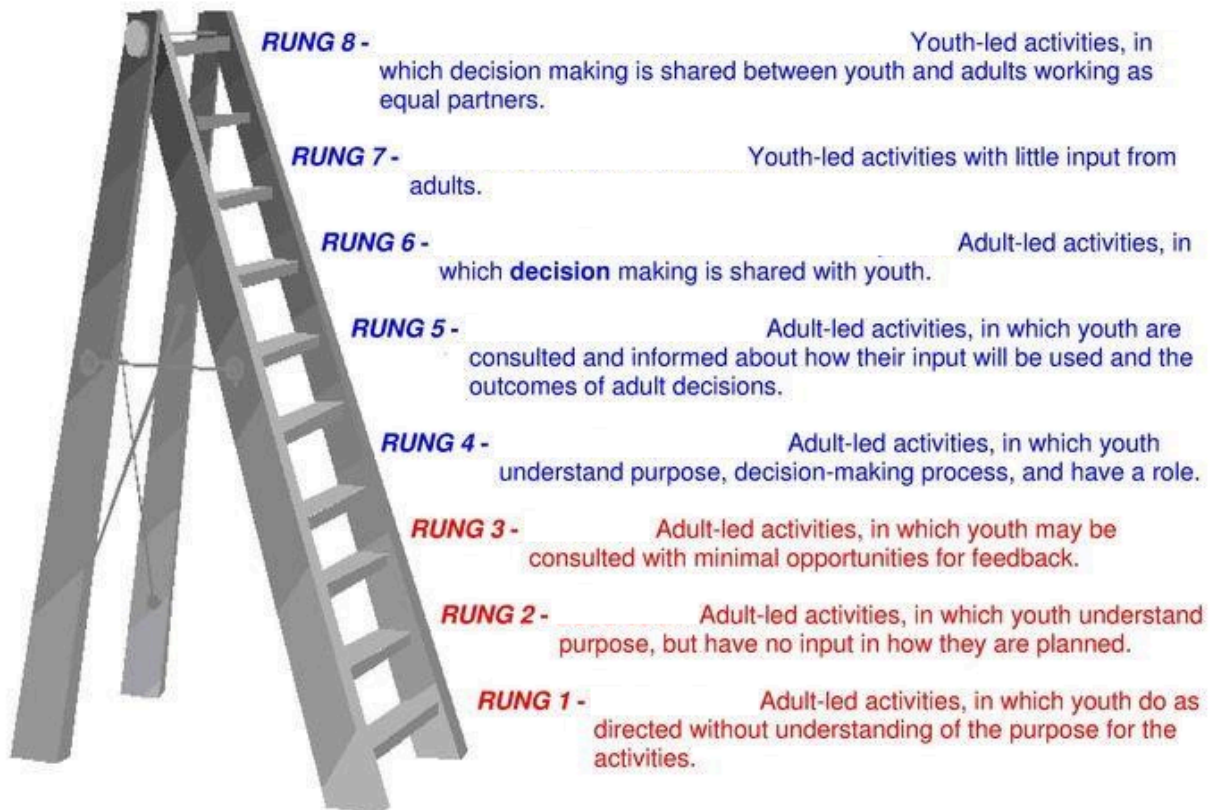 RUNG 8 - Youth-led activities, in
which decision making is shared between youth and adults working as
equal partners.
RUNG 7 - Youth-led activities with little input from
adults.
RUNG 6 - Adult-led activities, in
which decision making is shared with youth.
RUNG 5 - Adult-led activities, in which youth are
consulted and informed about how their input will be used and the
outcomes of adult decisions.
RUNG 4 - Adult-led activities, in which youth
understand purpose, decision-making process, and have a role.
RUNG 3 - Adult-led activities, in which youth may be
consulted with minimal opportunities for feedback.
RUNG 2 - Adult-led activities, in which youth understand
purpose, but have no input in how they are planned.
RUNG 1 - Adult-led activities, in which youth do as
directed without understanding of the purpose for the
activities.